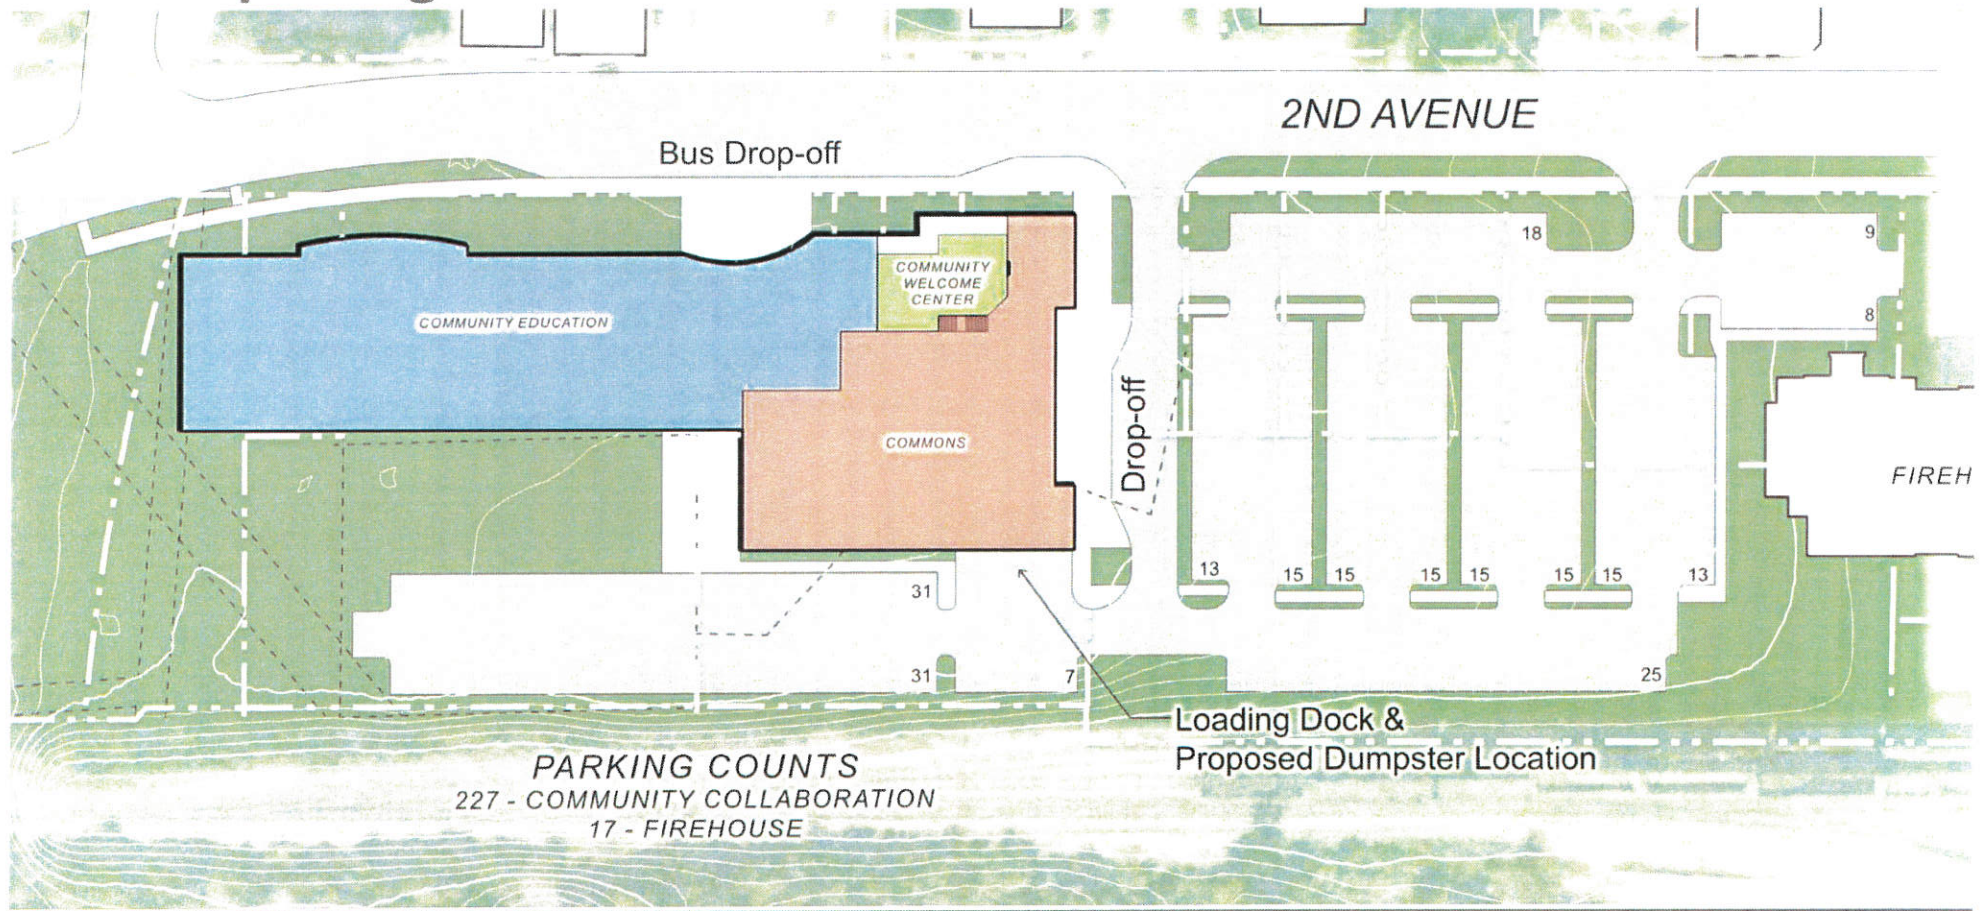 2ND AVENUE
Bus Drop-off
18
9
COMMUNITY
WELCOME
CENTER
COMMUNITY EDUCATION
8
Drop-off
COMMONS
FIREH
13
15
15
15
15
15
15
13
31
31
7
25
Loading Dock &
Proposed Dumpster Location
PARKING COUNTS
227 - COMMUNITY COLLABORATION
17 - FIREHOUSE